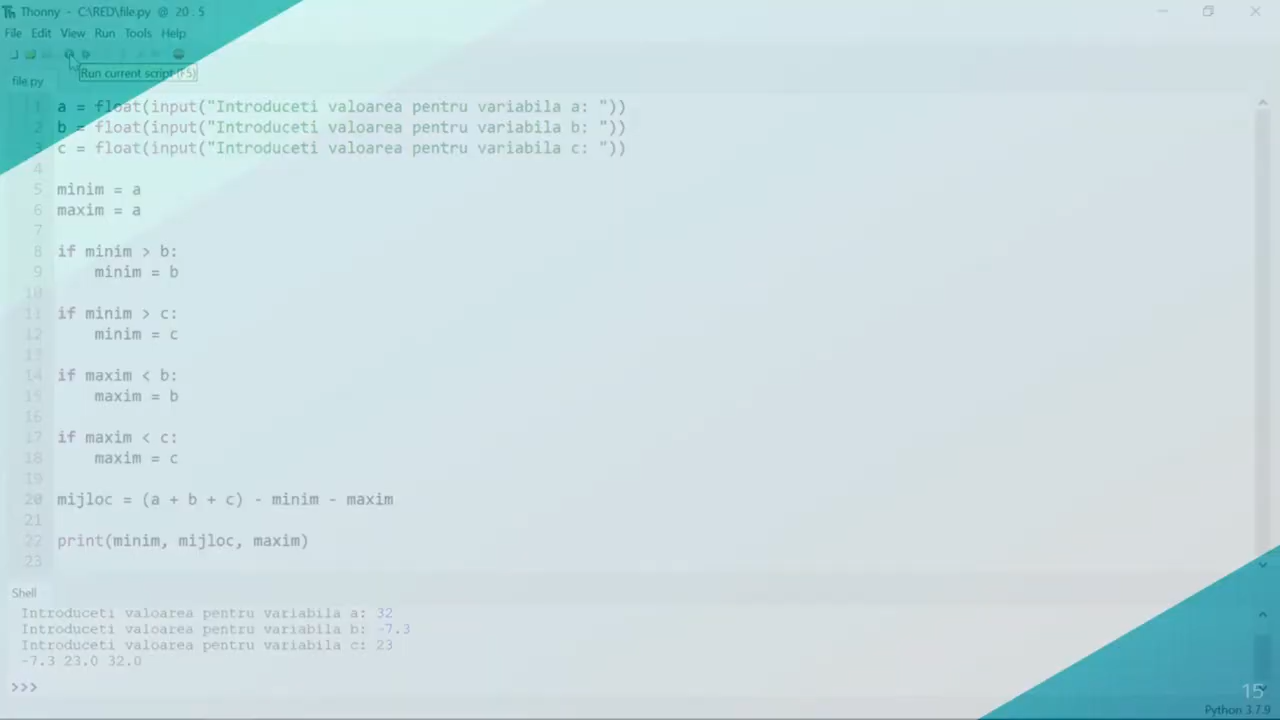 Thonny - C:\RED\file.py @ 20 : 5
File Edit View Run Tools Help
Run current script (F5)
file.py
1 a = float(input("Introduceti valoarea pentru variabila a: "))
2 b = float(input("Introduceti valoarea pentru variabila b: "))
3 c = float(input("Introduceti valoarea pentru variabila c: "))
4
5 minim = a
6 maxim = a
7
8 if minim > b:
9     minim = b
10
11 if minim > c:
12     minim = c
13
14 if maxim < b:
15     maxim = b
16
17 if maxim < c:
18     maxim = c
19
20 mijloc = (a + b + c) - minim - maxim
21
22 print(minim, mijloc, maxim)
23
Shell
Introduceti valoarea pentru variabila a: 32
Introduceti valoarea pentru variabila b: -7.3
Introduceti valoarea pentru variabila c: 23
-7.3 23.0 32.0
>>>
15
Python 3.7.9